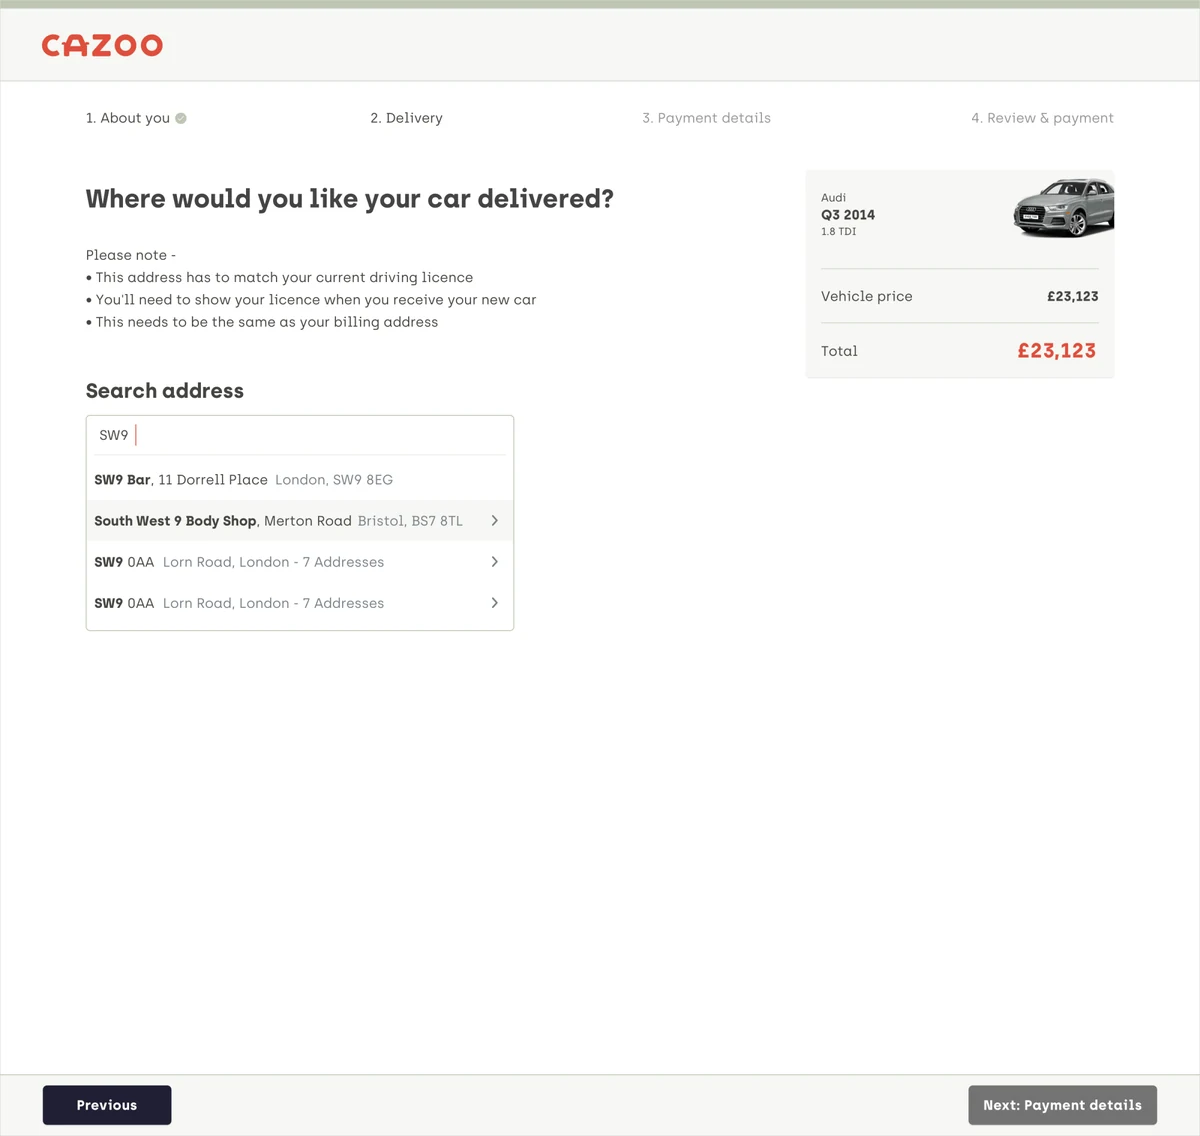 CAZOO
1. About you
2. Delivery
3. Payment details
4. Review & payment
Where would you like your car delivered?
Please note -
• This address has to match your current driving licence
• You'll need to show your licence when you receive your new car
• This needs to be the same as your billing address
Audi
Q3 2014
1.8 TDI
Vehicle price £23,123
Total £23,123
Search address
SW9
SW9 Bar, 11 Dorrell Place London, SW9 8EG
South West 9 Body Shop, Merton Road Bristol, BS7 8TL
SW9 0AA Lorn Road, London - 7 Addresses
SW9 0AA Lorn Road, London - 7 Addresses
Previous
Next: Payment details